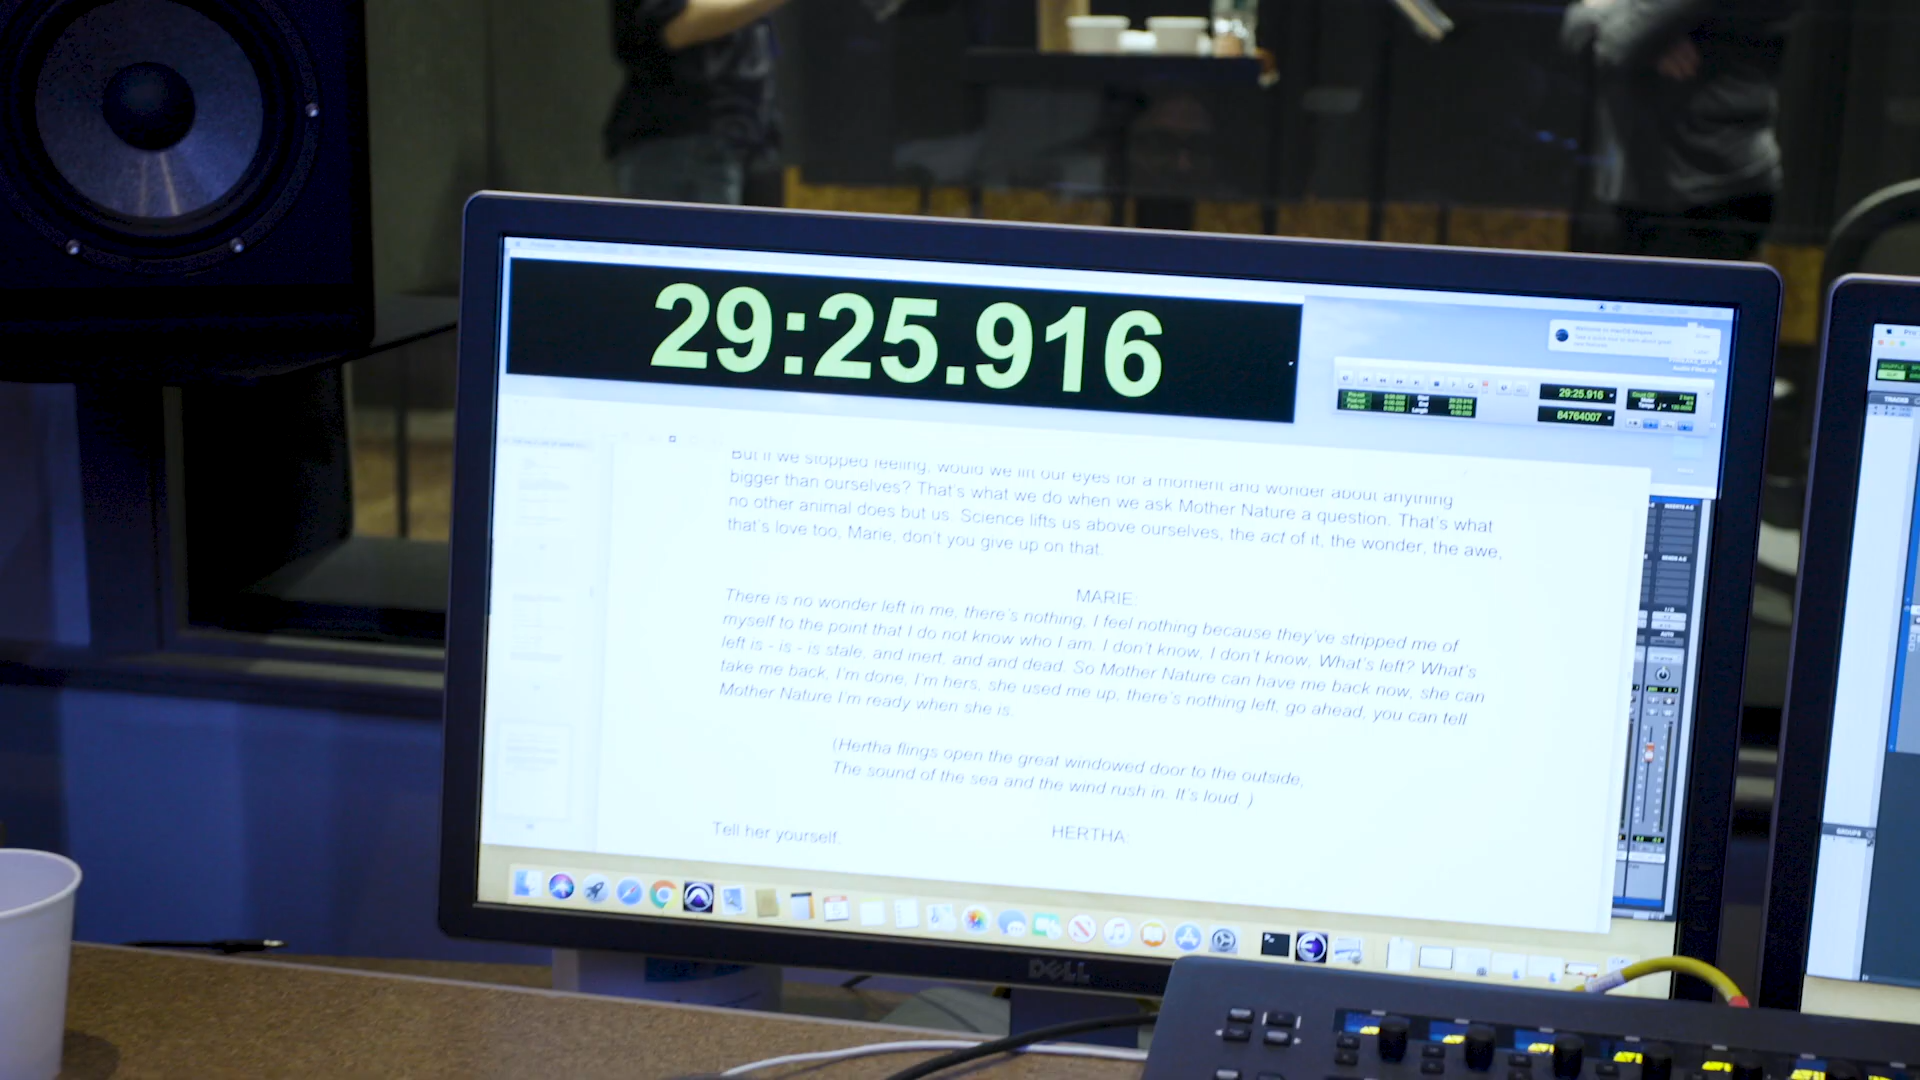 29:25.916
29:25.916
84764007
But if we stopped feeling, would we lift our eyes for a moment and wonder about anything
bigger than ourselves? That's what we do when we ask Mother Nature a question. That's what
no other animal does but us. Science lifts us above ourselves, the act of it, the wonder, the awe,
that's love too, Marie, don't you give up on that.
MARIE:
There is no wonder left in me, there's nothing. I feel nothing because they've stripped me of
myself to the point that I do not know who I am. I don't know, I don't know. What's left? What's
left is - is - is stale, and inert, and and dead. So Mother Nature can have me back now, she can
take me back, I'm done, I'm hers, she used me up, there's nothing left, go ahead, you can tell
Mother Nature I'm ready when she is.
(Hertha flings open the great windowed door to the outside,
The sound of the sea and the wind rush in. It's loud. )
HERTHA:
Tell her yourself.
TRACKS
GROUPS
DELL